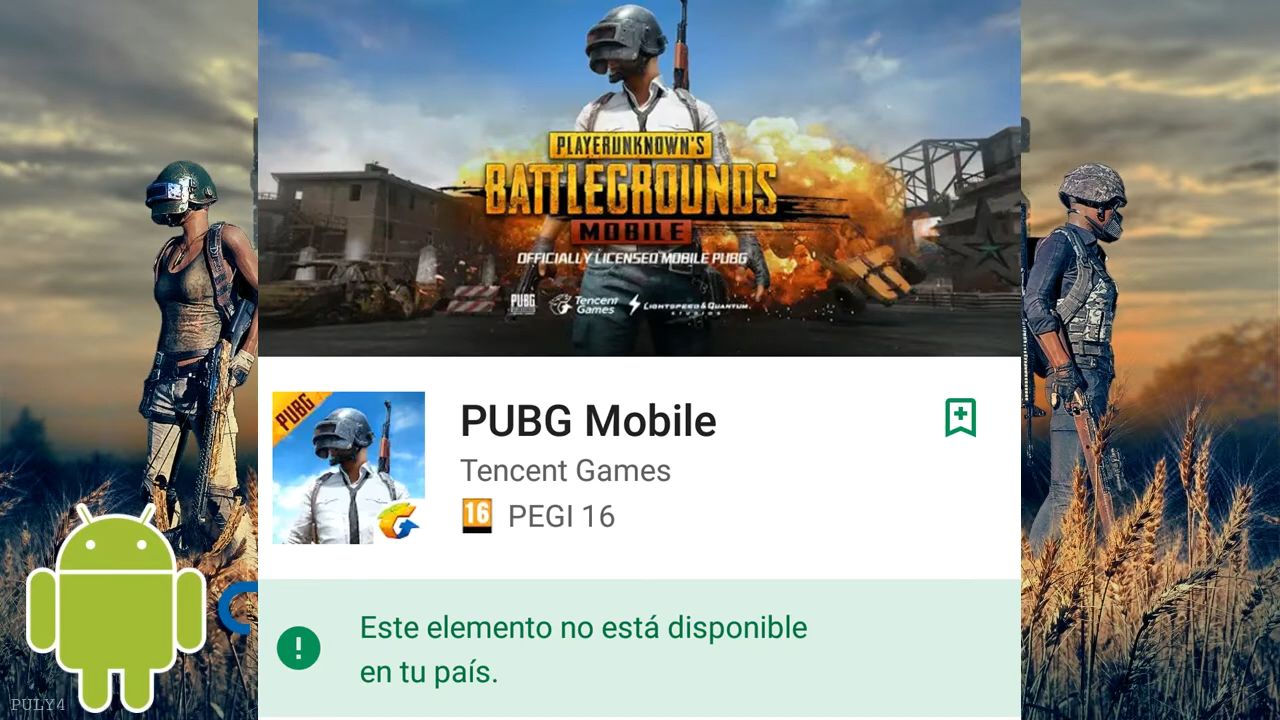 PLAYERUNKNOWN'S
BATTLEGROUNDS
MOBILE
OFFICIALLY LICENSED MOBILE PUBG
PUBG
Tencent
Games
LIGHTSPEED & QUANTUM
STUDIOS
PUBG
PUBG Mobile
Tencent Games
16 PEGI 16
Este elemento no está disponible
en tu país.
PULY4